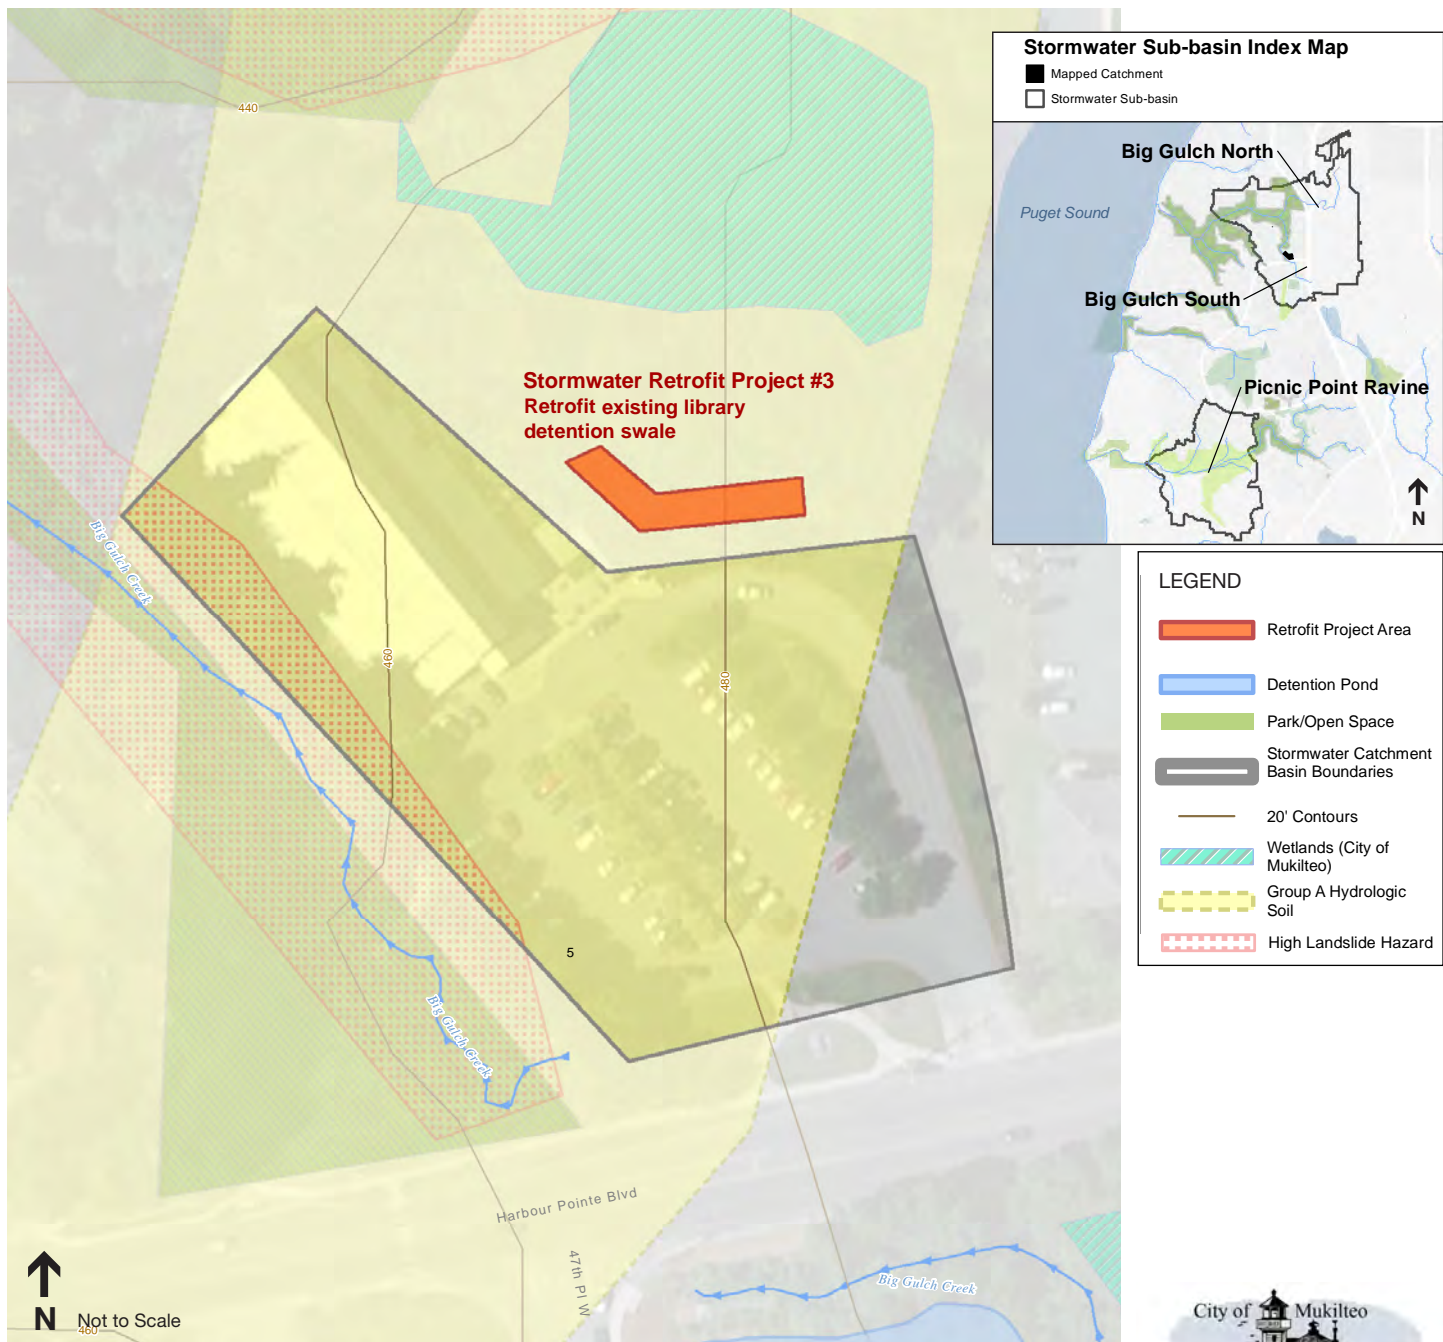 Stormwater Sub-basin Index Map
Mapped Catchment
Stormwater Sub-basin
Big Gulch North
Puget Sound
Big Gulch South
Picnic Point Ravine
N
440
Stormwater Retrofit Project #3
Retrofit existing library
detention swale
Big Gulch Creek
460
480
5
Big Gulch Creek
Harbour Pointe Blvd
47th Pl W
Big Gulch Creek
N
Not to Scale
460
LEGEND
Retrofit Project Area
Detention Pond
Park/Open Space
Stormwater Catchment
Basin Boundaries
20' Contours
Wetlands (City of
Mukilteo)
Group A Hydrologic
Soil
High Landslide Hazard
City of Mukilteo